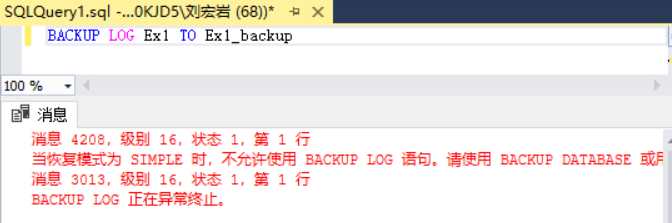 SQLQuery1.sql -...0KJD5\刘宏岩 (68))*
BACKUP LOG Ex1 TO Ex1_backup
100 %
消息
消息 4208，级别 16，状态 1，第 1 行
当恢复模式为 SIMPLE 时，不允许使用 BACKUP LOG 语句。请使用 BACKUP DATABASE 或
消息 3013，级别 16，状态 1，第 1 行
BACKUP LOG 正在异常终止。